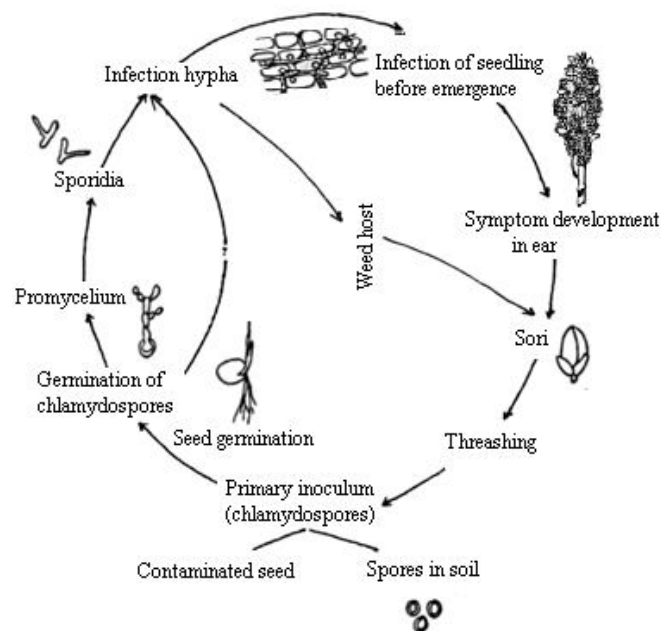 Infection hypha
Infection of seedling
before emergence
Sporidia
Weed host
Symptom development
in ear
Promycelium
Sori
Germination of
chlamydospores
Seed germination
Threashing
Primary inoculum
(chlamydospores)
Contaminated seed
Spores in soil